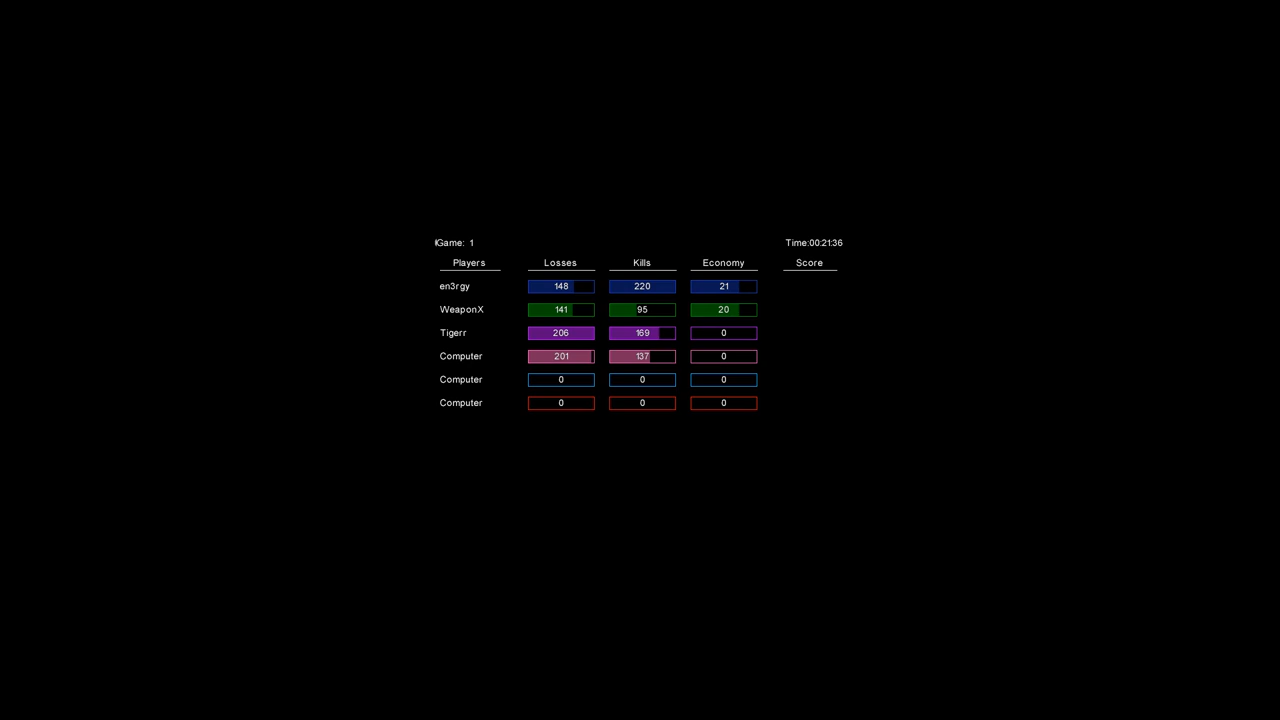 Game: 1 Time:00:21:36
Players Losses Kills Economy Score
en3rgy 148 220 21
WeaponX 141 95 20
Tigerr 206 169 0
Computer 201 137 0
Computer 0 0 0
Computer 0 0 0